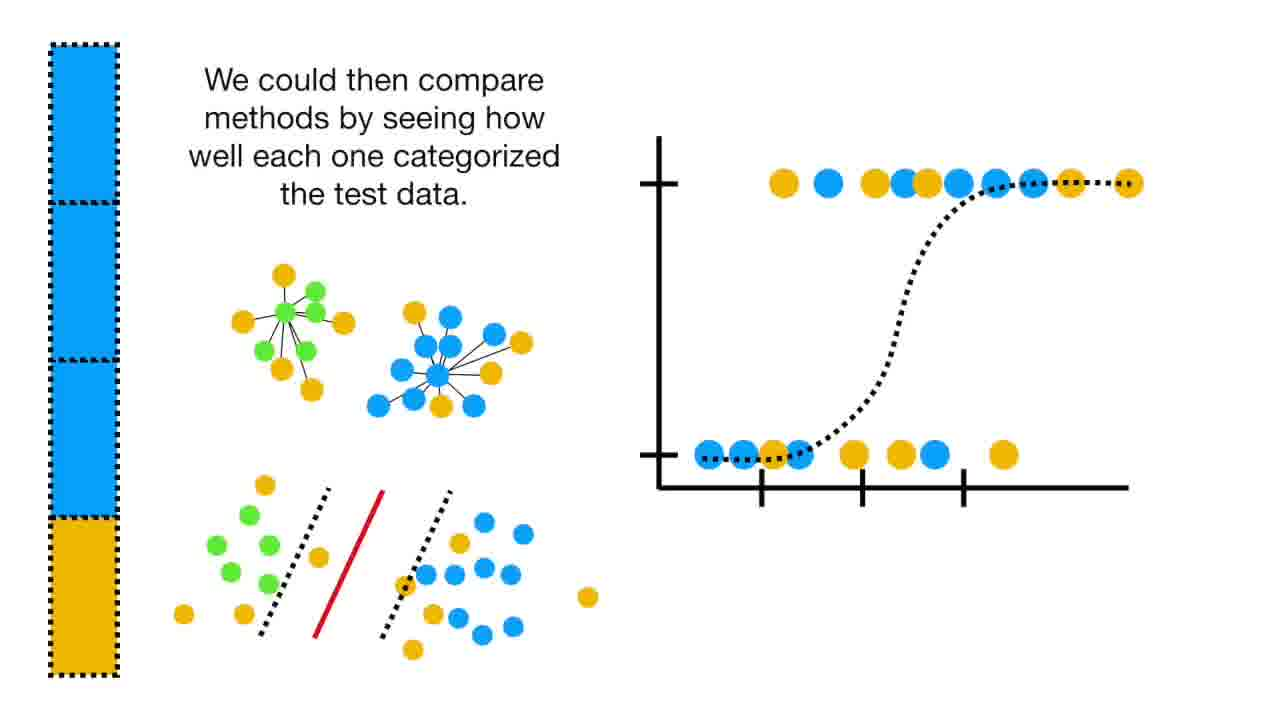 We could then compare
methods by seeing how
well each one categorized
the test data.